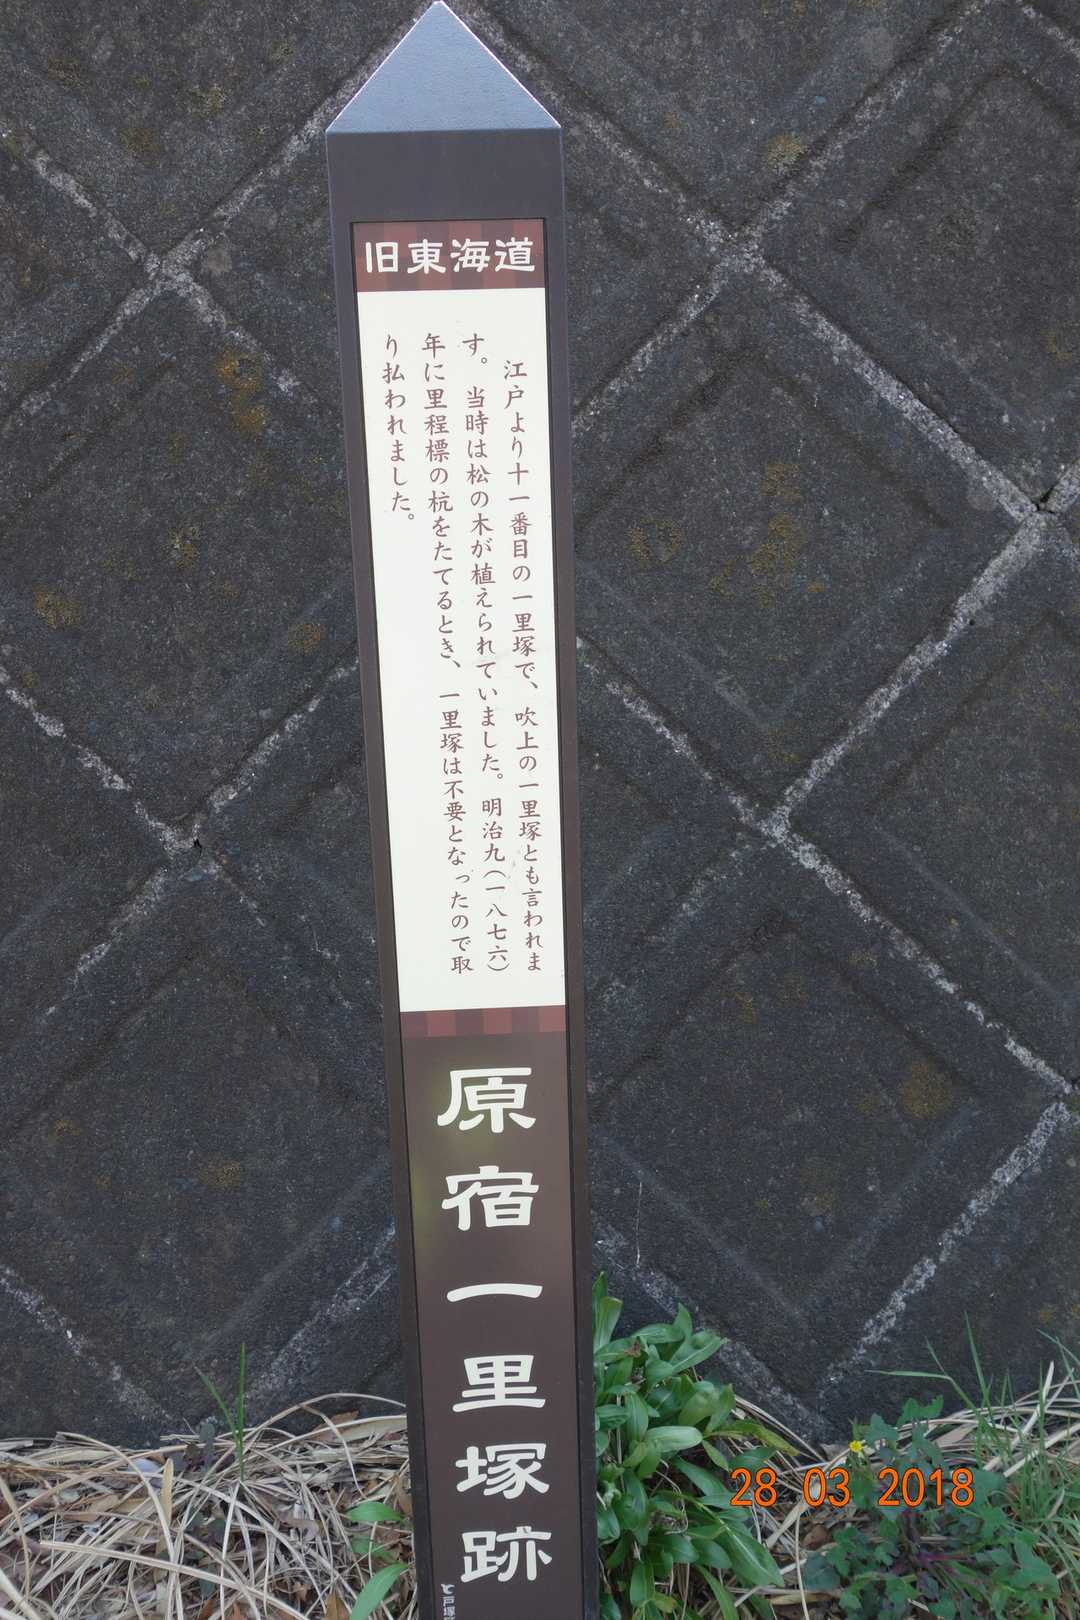 旧東海道
江戸より十一番目の一里塚で、吹上の一里塚とも言われま
す。当時は松の木が植えられていました。明治九（一八七六）
年に里程標の杭をたてるとき、一里塚は不要となったので取
り払われました。
原宿一里塚跡
戸塚
28 03 2018